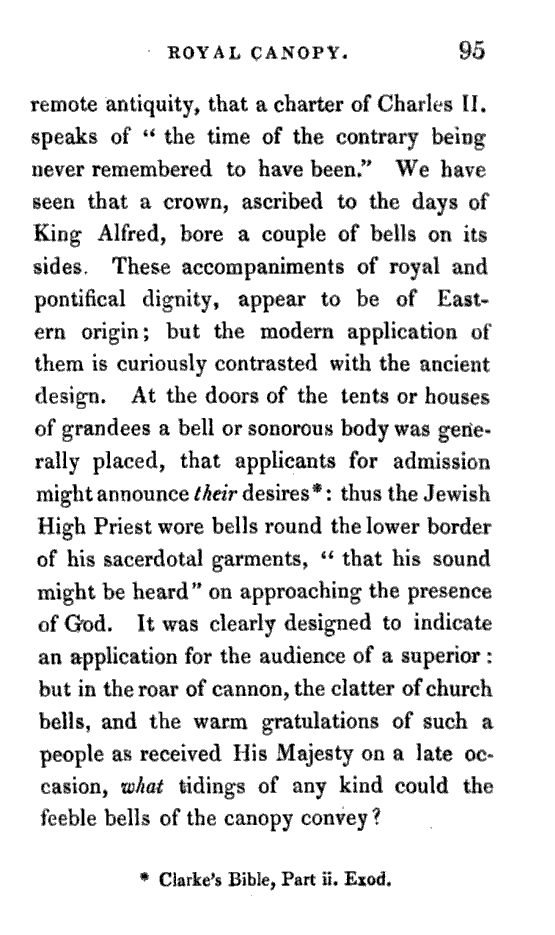 ROYAL CANOPY. 95
remote antiquity, that a charter of Charles II.
speaks of “ the time of the contrary being
never remembered to have been.” We have
seen that a crown, ascribed to the days of
King Alfred, bore a couple of bells on its
sides. These accompaniments of royal and
pontifical dignity, appear to be of East-
ern origin; but the modern application of
them is curiously contrasted with the ancient
design. At the doors of the tents or houses
of grandees a bell or sonorous body was gene-
rally placed, that applicants for admission
might announce their desires*: thus the Jewish
High Priest wore bells round the lower border
of his sacerdotal garments, “ that his sound
might be heard” on approaching the presence
of God. It was clearly designed to indicate
an application for the audience of a superior :
but in the roar of cannon, the clatter of church
bells, and the warm gratulations of such a
people as received His Majesty on a late oc-
casion, what tidings of any kind could the
feeble bells of the canopy convey?
* Clarke's Bible, Part ii. Exod.